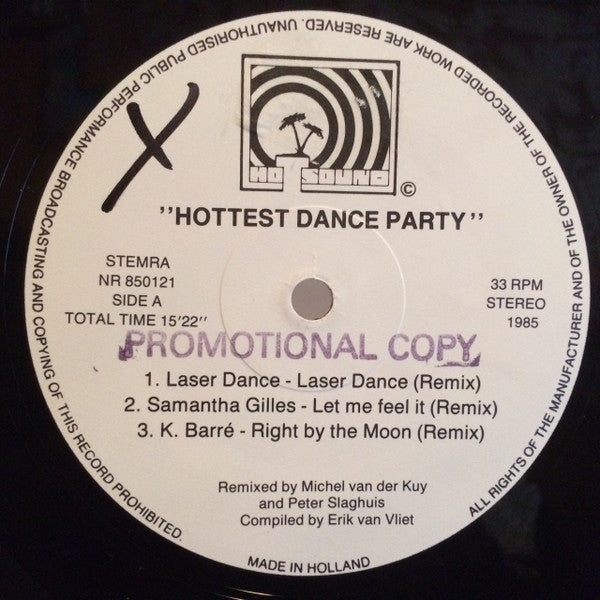 X
HOT SOUND
©
''HOTTEST DANCE PARTY''
STEMRA
NR 850121
SIDE A
TOTAL TIME 15'22''
33 RPM
STEREO
1985
PROMOTIONAL COPY
1. Laser Dance - Laser Dance (Remix)
2. Samantha Gilles - Let me feel it (Remix)
3. K. Barré - Right by the Moon (Remix)
Remixed by Michel van der Kuy
and Peter Slaghuis
Compiled by Erik van Vliet
MADE IN HOLLAND
ALL RIGHTS OF THE MANUFACTURER AND OF THE OWNER OF THE RECORDED WORK ARE RESERVED. UNAUTHORISED PUBLIC PERFORMANCE BROADCASTING AND COPYING OF THIS RECORD PROHIBITED.